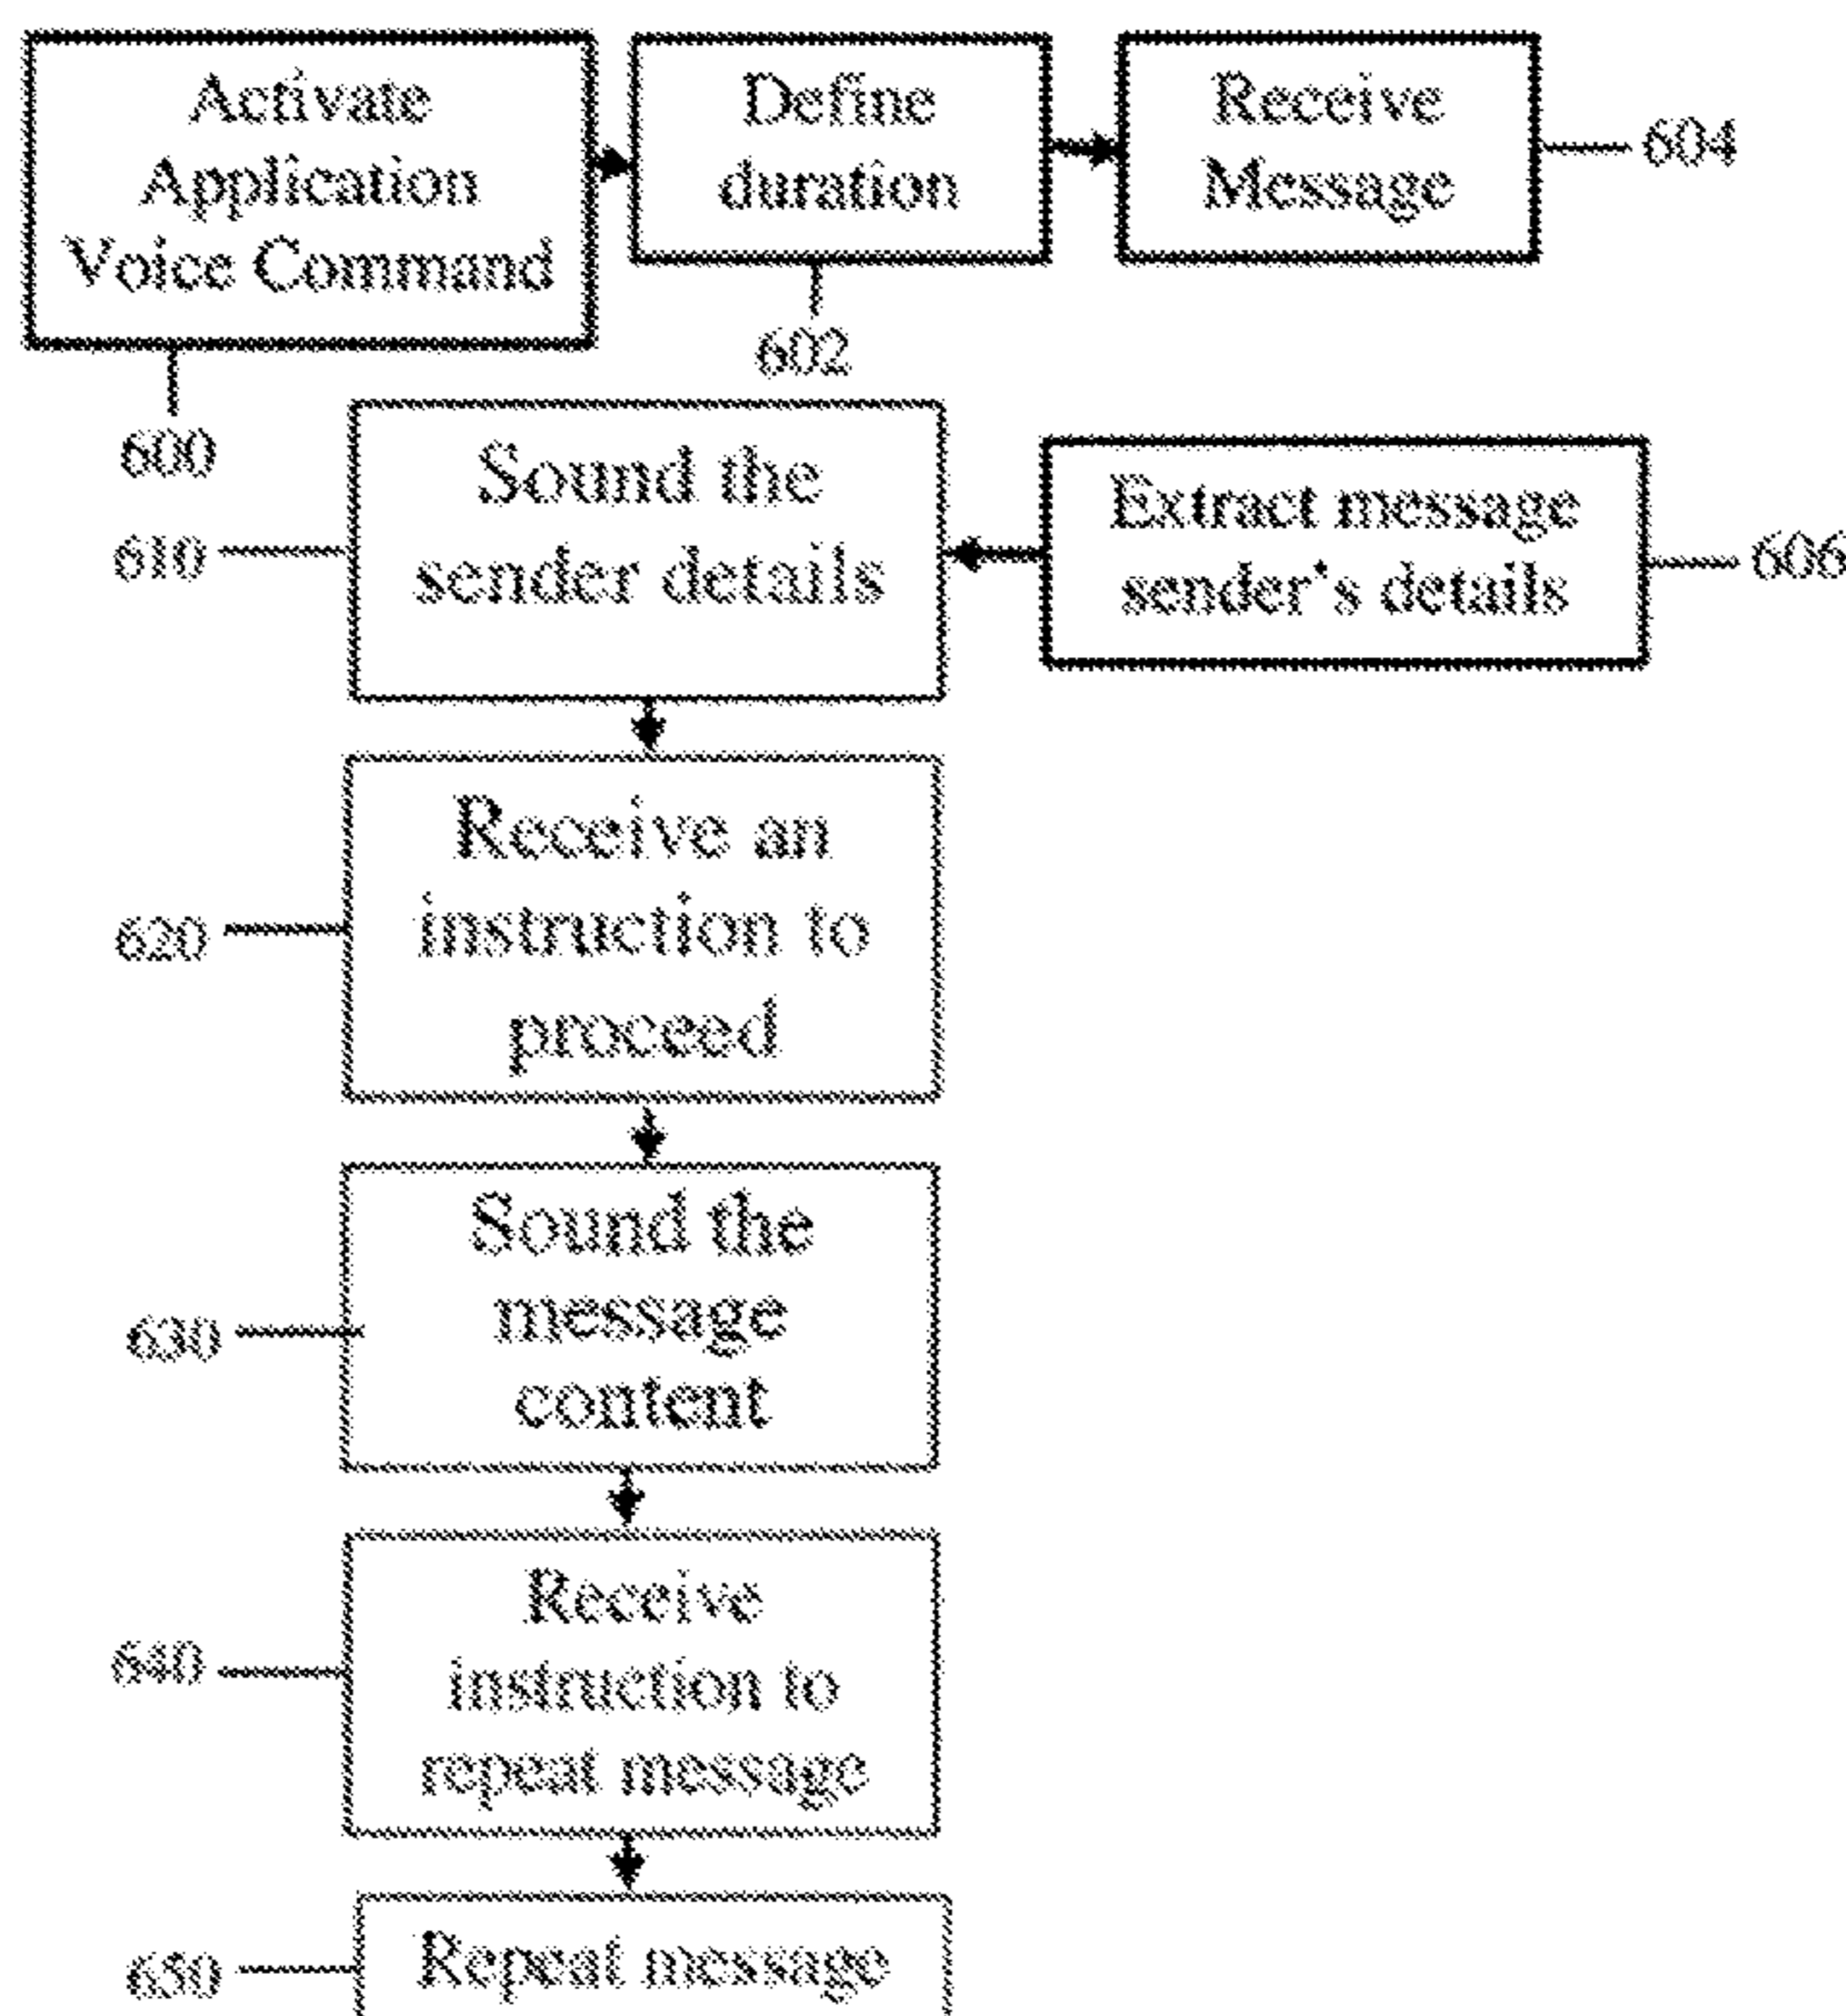 Activate
Application
Voice Command
600
Define
duration
602
Receive
Message
604
Extract message
sender's details
606
Sound the
sender details
610
Receive an
instruction to
proceed
620
Sound the
message
content
630
Receive
instruction to
repeat message
640
Repeat message
650